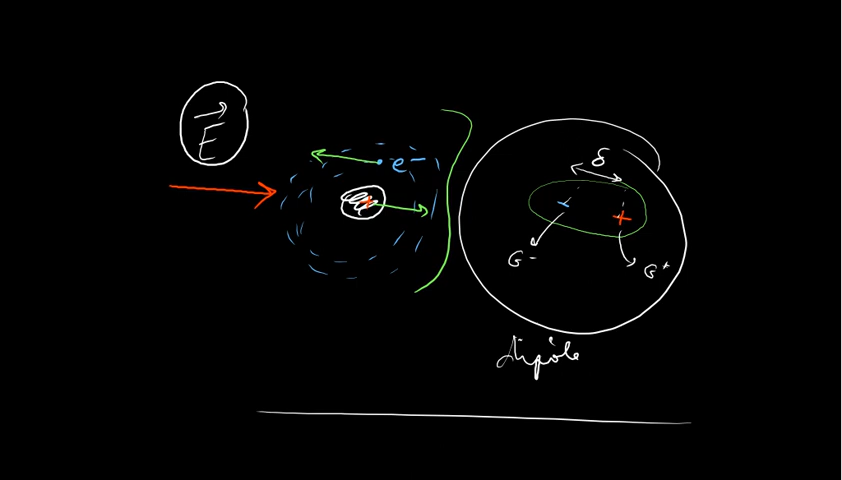 E⃗
e-
+
δ
- +
G- G+
dipôle